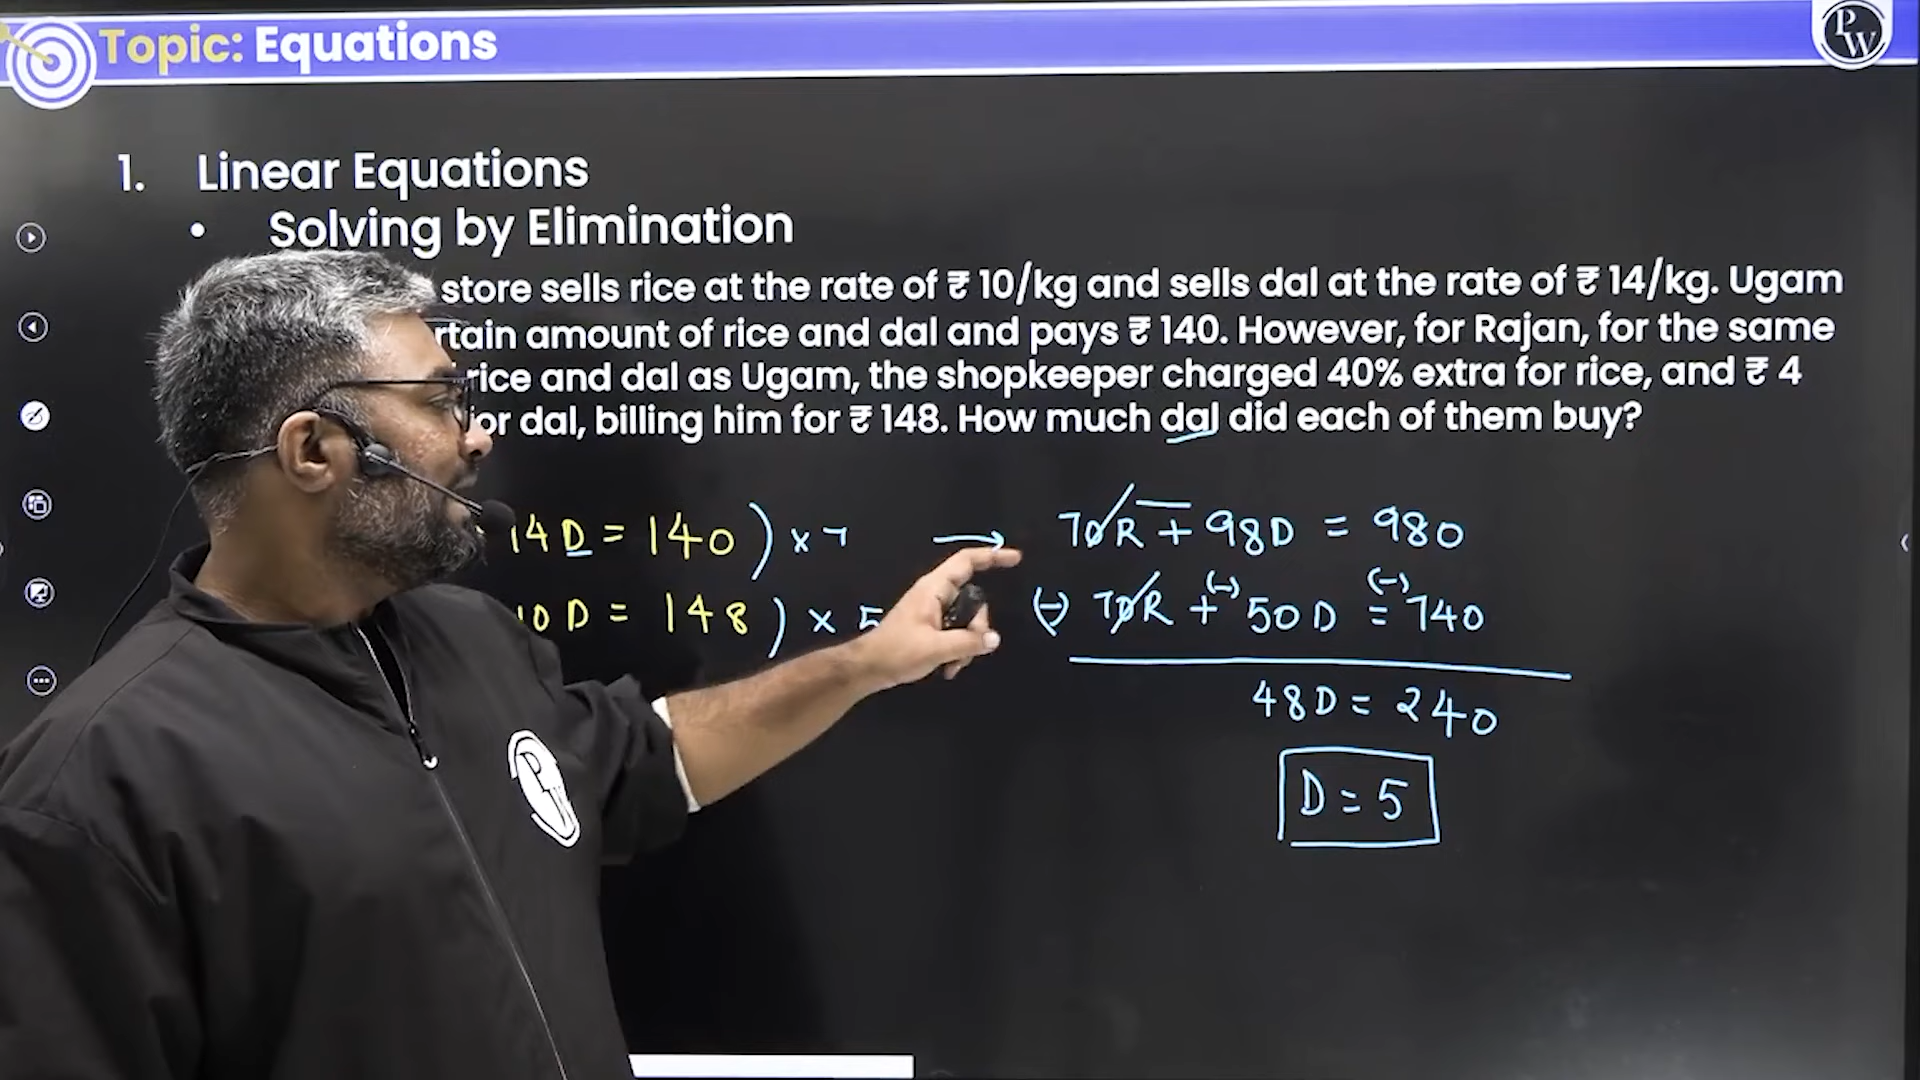 Topic: Equations
PW
1. Linear Equations
• Solving by Elimination
store sells rice at the rate of ₹ 10/kg and sells dal at the rate of ₹ 14/kg. Ugam
amount of rice and dal and pays ₹ 140. However, for Rajan, for the same
rice and dal as Ugam, the shopkeeper charged 40% extra for rice, and ₹ 4
for dal, billing him for ₹ 148. How much dal did each of them buy?
14D = 140) × 7 → 70R + 98D = 980
10D = 148) × 5 (-) 70R + (-) 50D = (-) 740
48D = 240
D = 5
PW